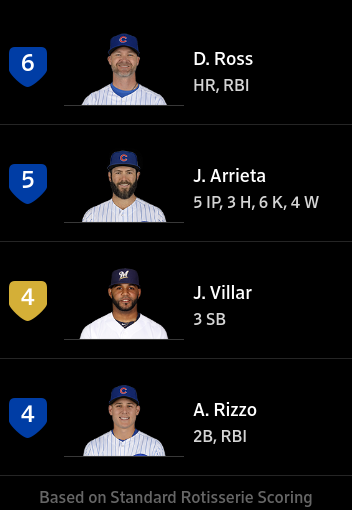 6
D. Ross
HR, RBI
5
J. Arrieta
5 IP, 3 H, 6 K, 4 W
4
J. Villar
3 SB
4
A. Rizzo
2B, RBI
Based on Standard Rotisserie Scoring